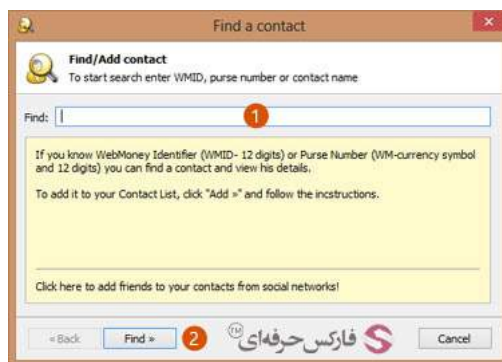 Find a contact
Find/Add contact
To start search enter WMID, purse number or contact name
Find:
1
If you know WebMoney Identifier (WMID- 12 digits) or Purse Number (WM-currency symbol
and 12 digits) you can find a contact and view his details.
To add it to your Contact List, click "Add »" and follow the incstructions.
Click here to add friends to your contacts from social networks!
« Back
Find »
2
فارکس حرفه‌ای TM
Cancel